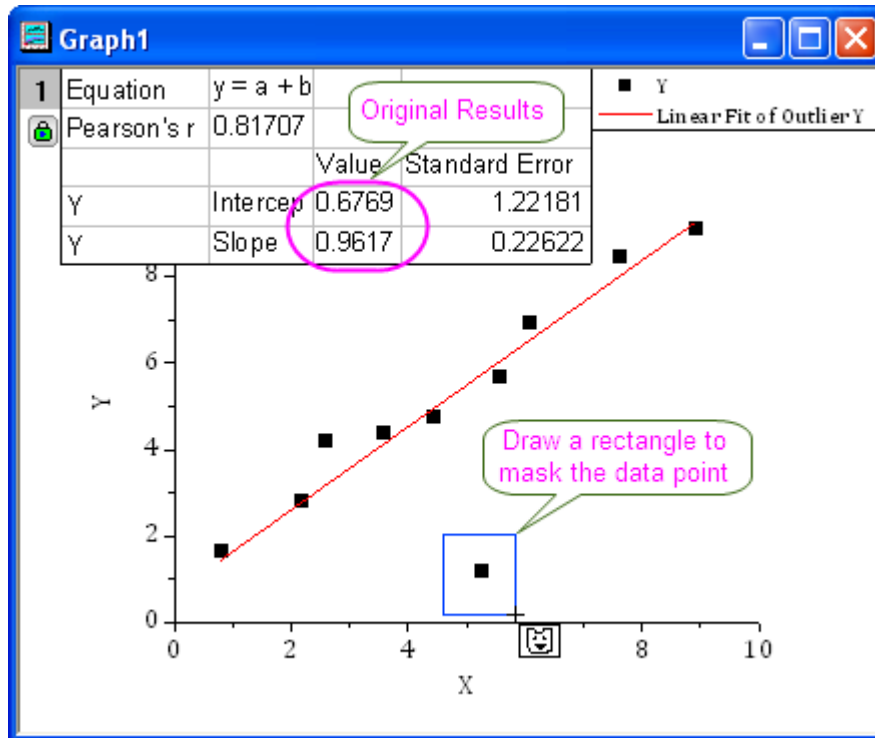 Graph1
1 Equation y = a + b
Original Results
Pearson's r 0.81707
Value Standard Error
Y Intercep 0.6769 1.22181
Y Slope 0.9617 0.22622
Y
Linear Fit of Outlier Y
8
6
4
2
0
Y
Draw a rectangle to
mask the data point
0 2 4 8 10
X